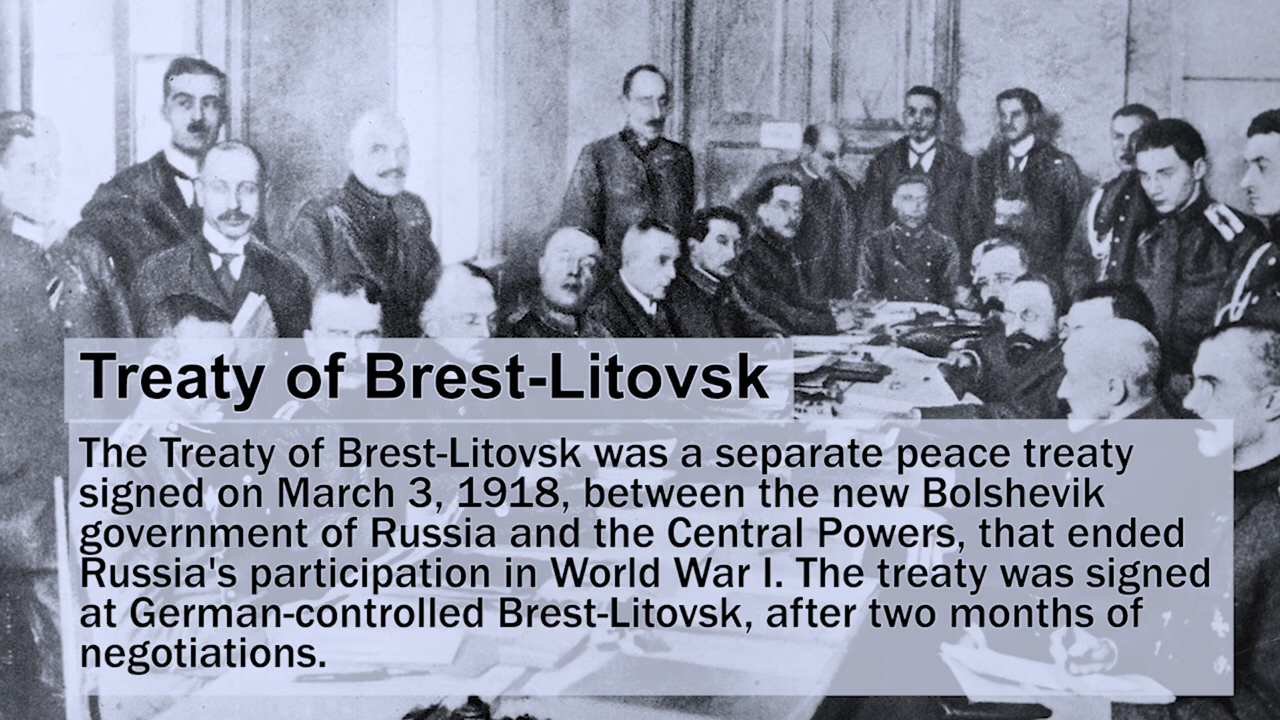 Treaty of Brest-Litovsk
The Treaty of Brest-Litovsk was a separate peace treaty
signed on March 3, 1918, between the new Bolshevik
government of Russia and the Central Powers, that ended
Russia's participation in World War I. The treaty was signed
at German-controlled Brest-Litovsk, after two months of
negotiations.